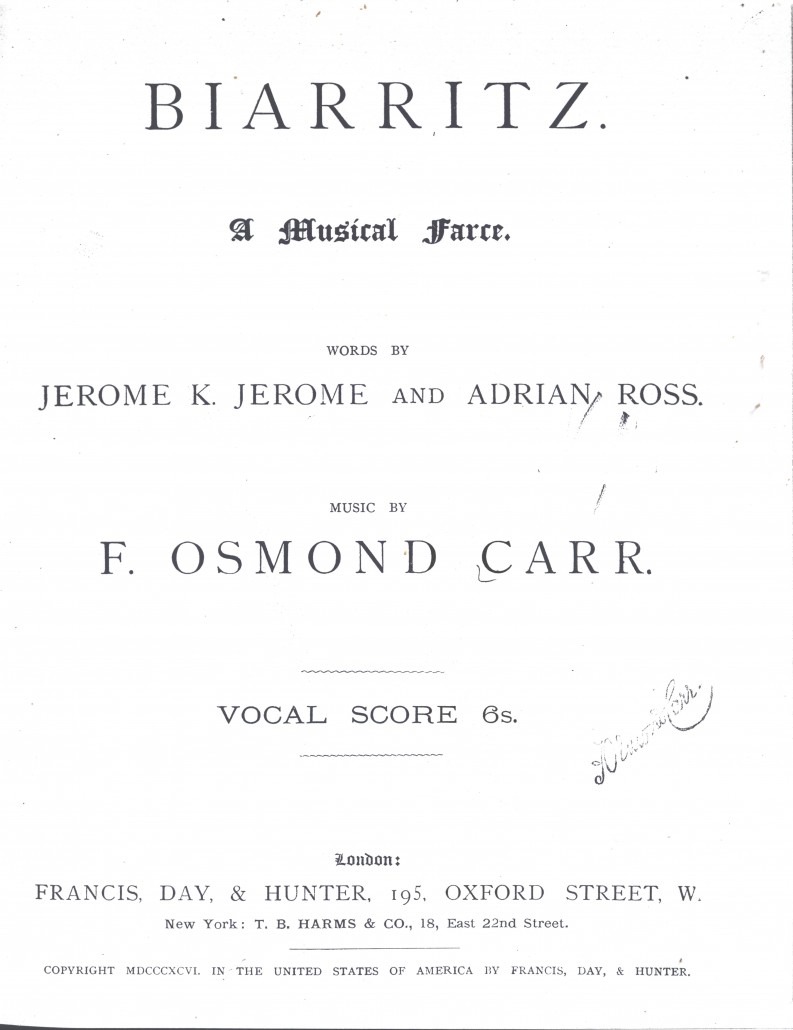 BIARRITZ.
A Musical Farce.
WORDS BY
JEROME K. JEROME AND ADRIAN ROSS.
MUSIC BY
F. OSMOND CARR.
VOCAL SCORE 6s.
F. Osmond Carr.
London:
FRANCIS, DAY, & HUNTER, 195, OXFORD STREET, W.
New York: T. B. HARMS & CO., 18, East 22nd Street.
COPYRIGHT MDCCCXCVI. IN THE UNITED STATES OF AMERICA BY FRANCIS, DAY, & HUNTER.